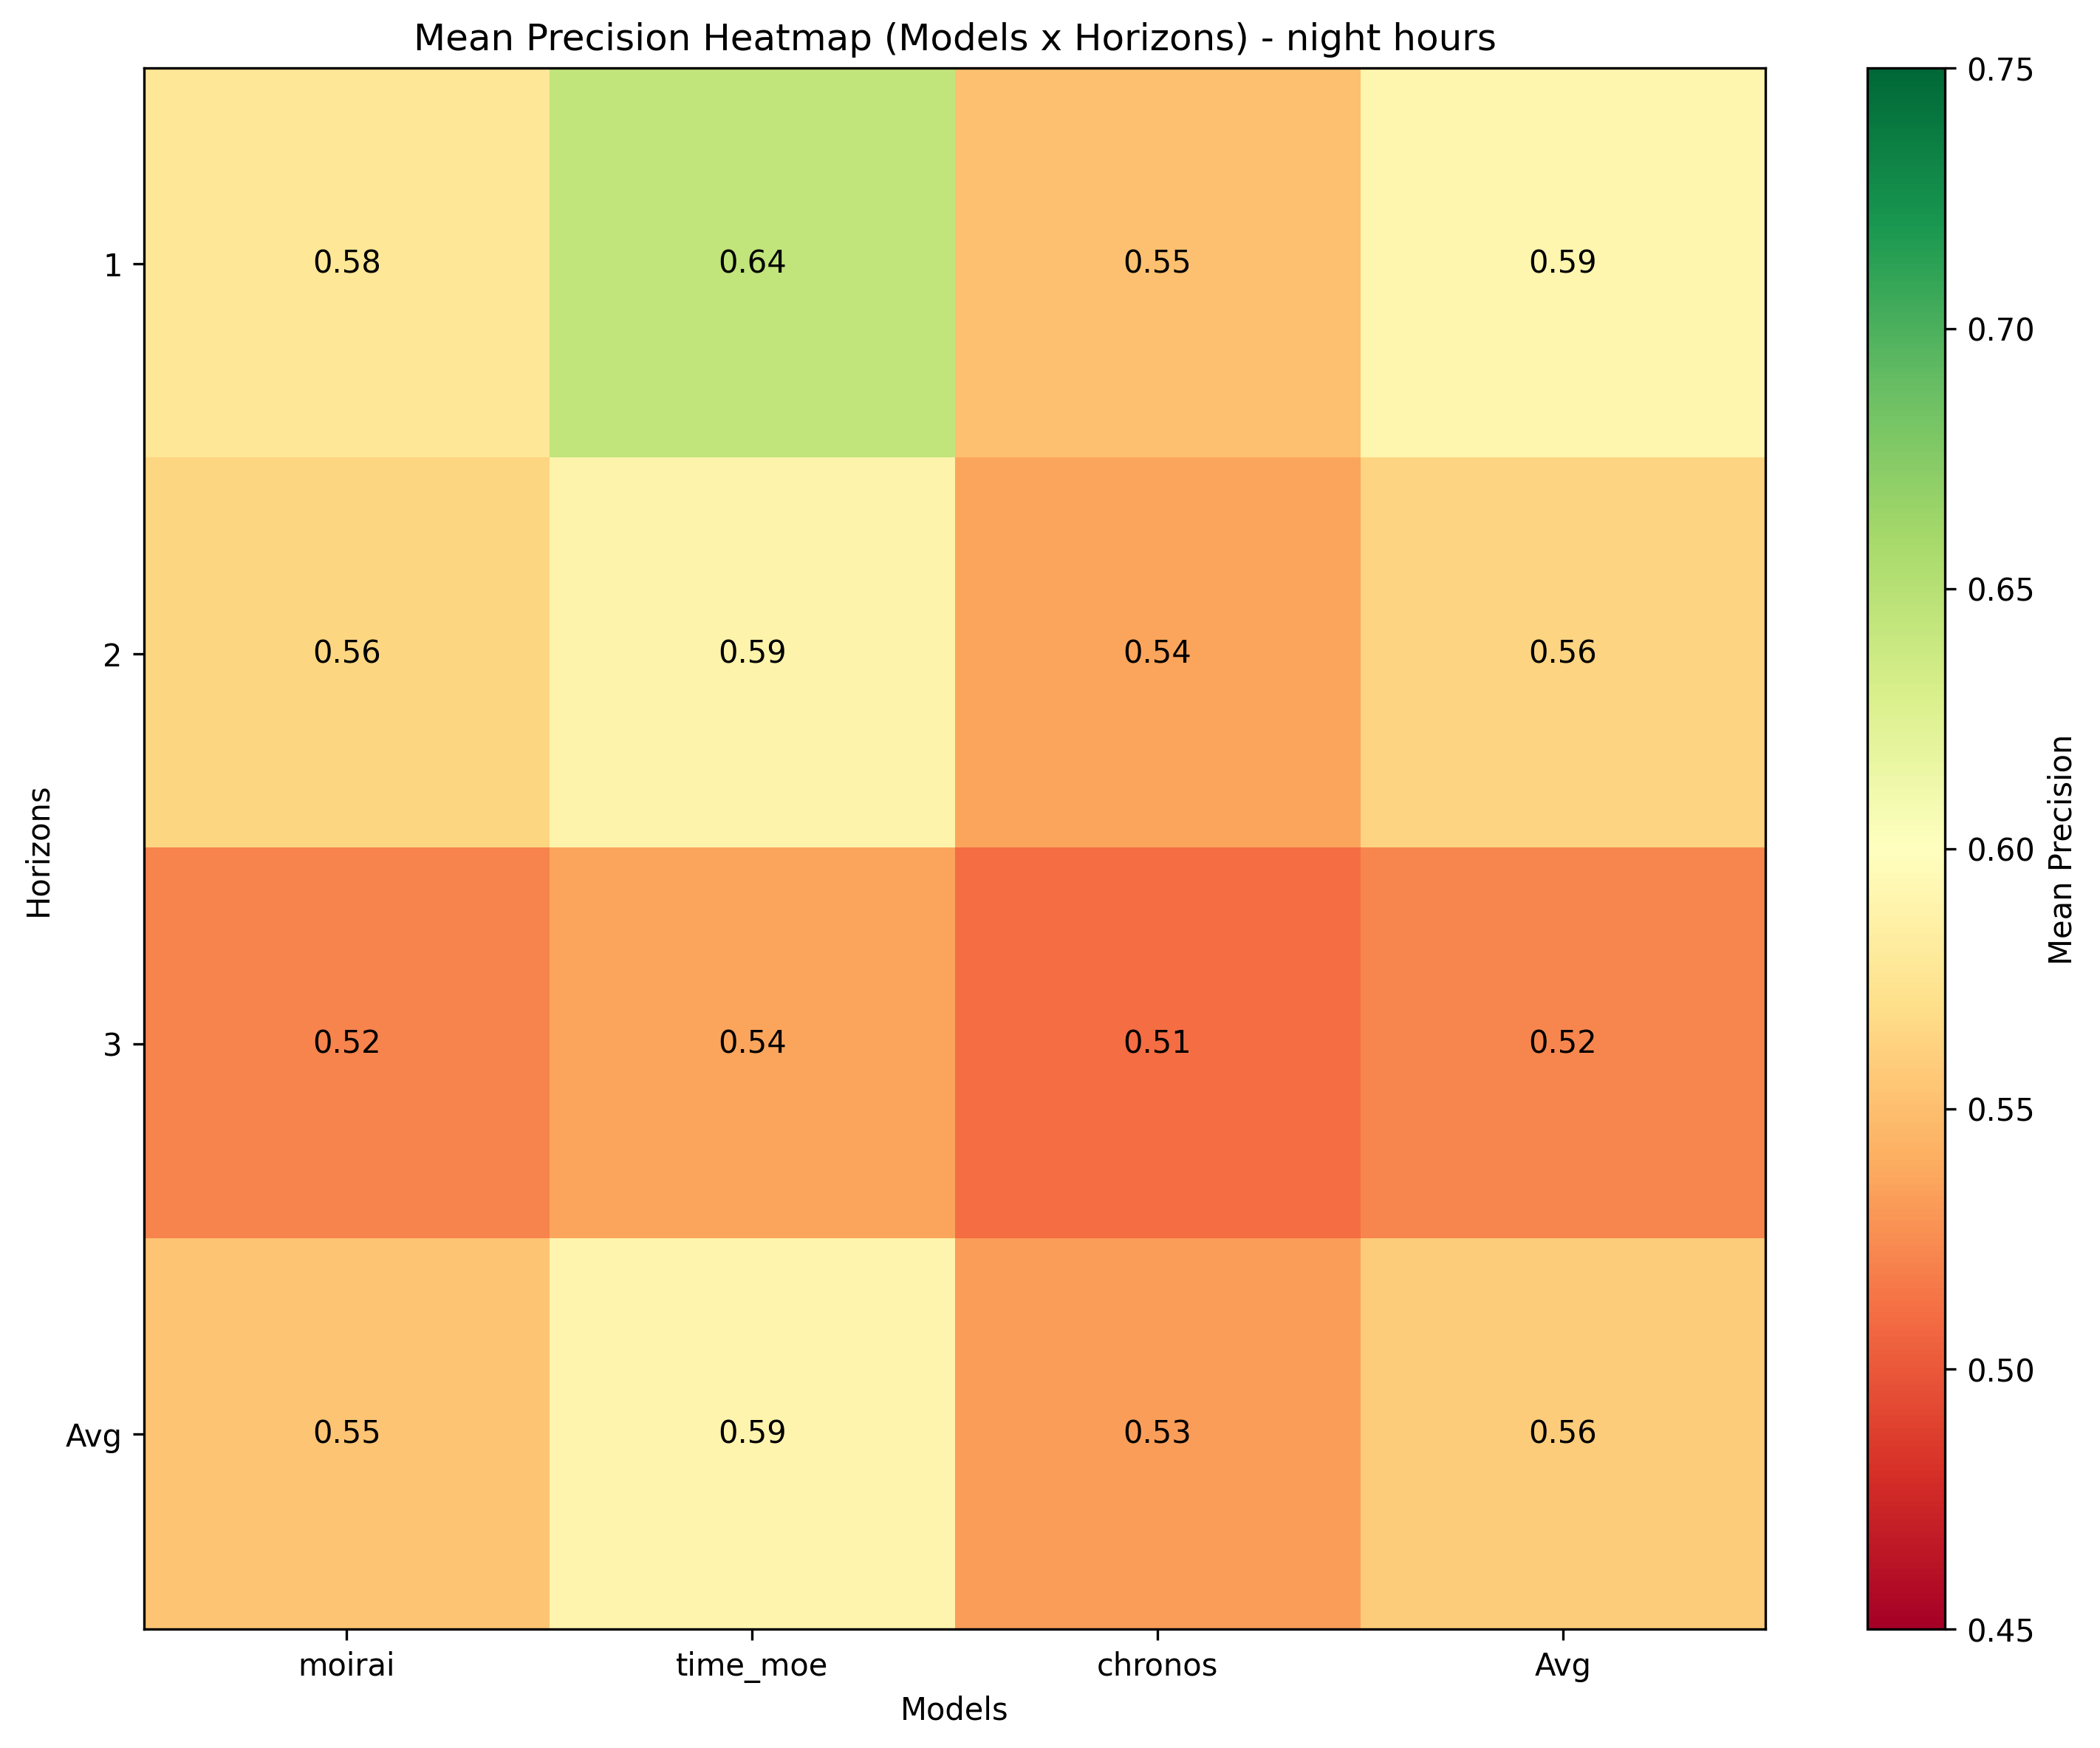 Mean Precision Heatmap (Models x Horizons) - night hours
1
0.58
0.64
0.55
0.59
2
0.56
0.59
0.54
0.56
3
0.52
0.54
0.51
0.52
Avg
0.55
0.59
0.53
0.56
moirai
time_moe
chronos
Avg
Models
Horizons
0.75
0.70
0.65
0.60
0.55
0.50
0.45
Mean Precision